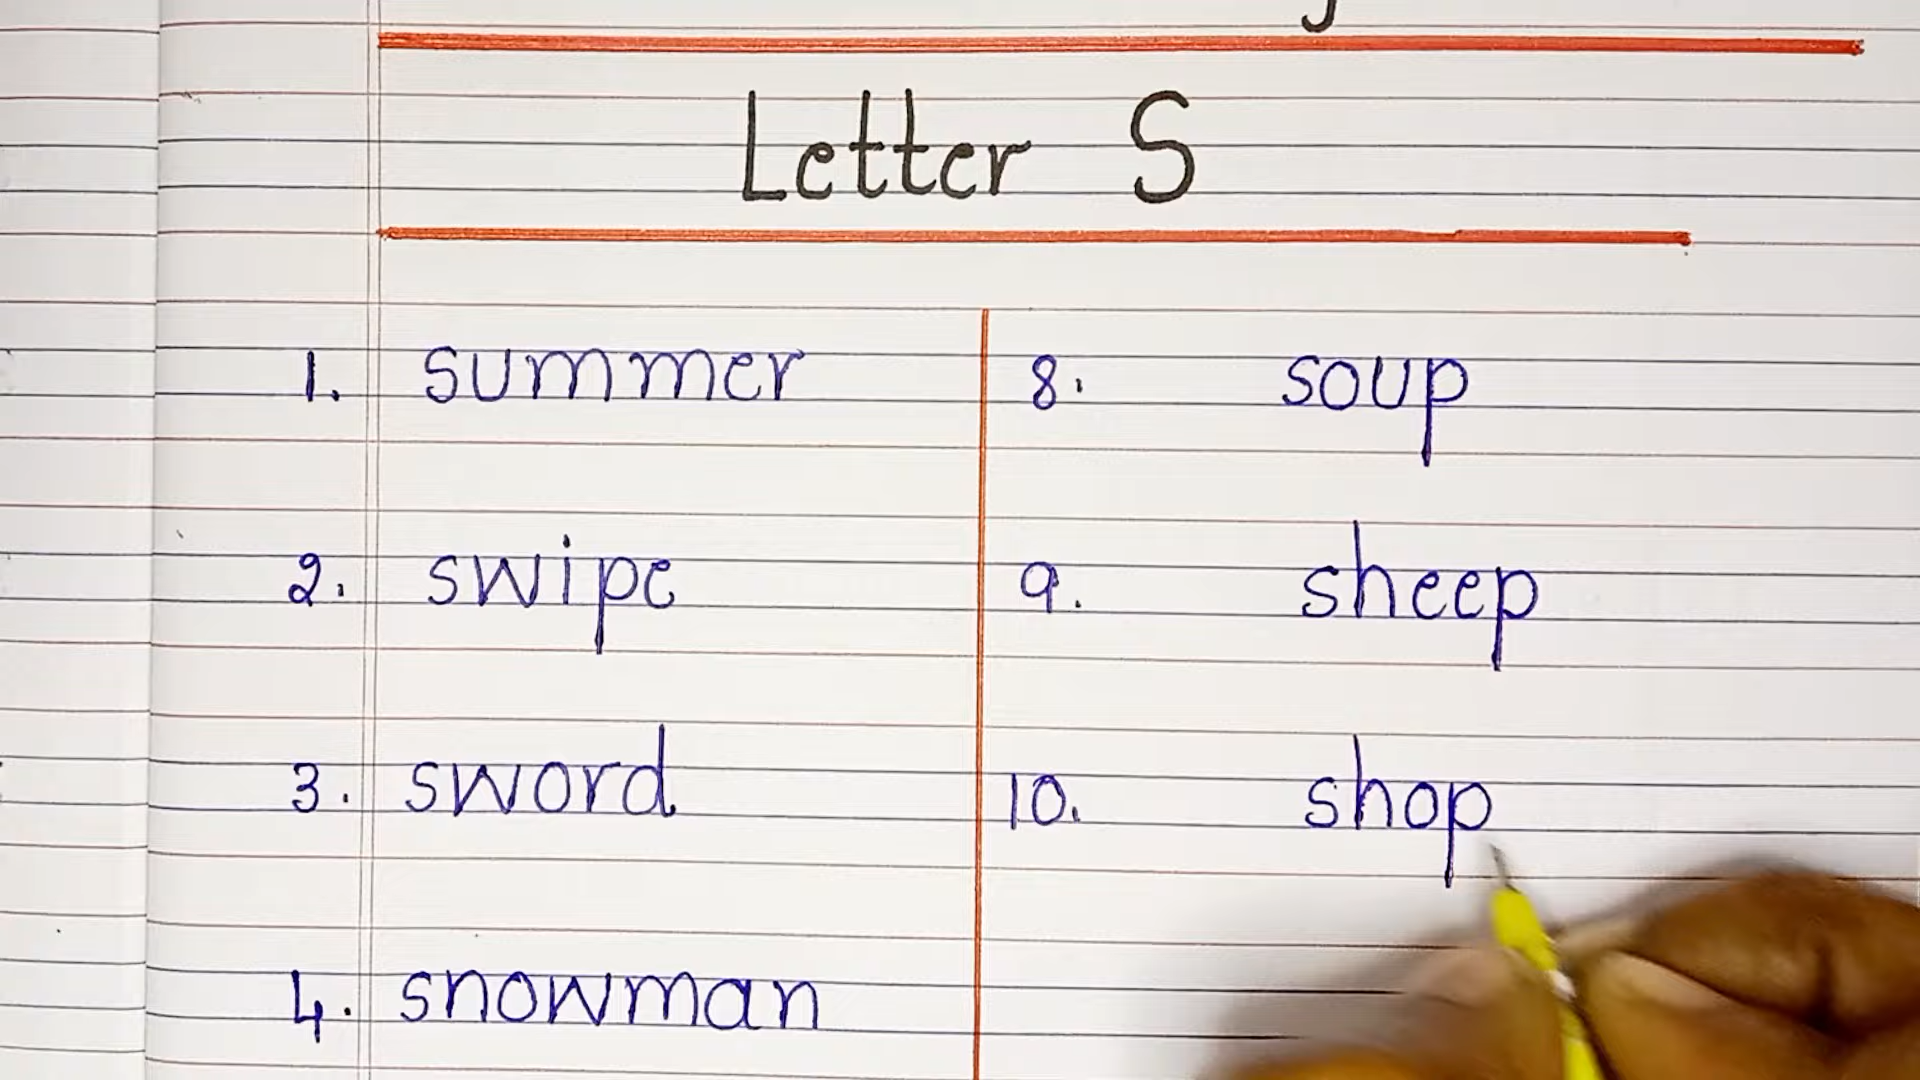 Letter S
1. summer
2. swipe
3. sword
4. snowman
8. soup
9. sheep
10. shop